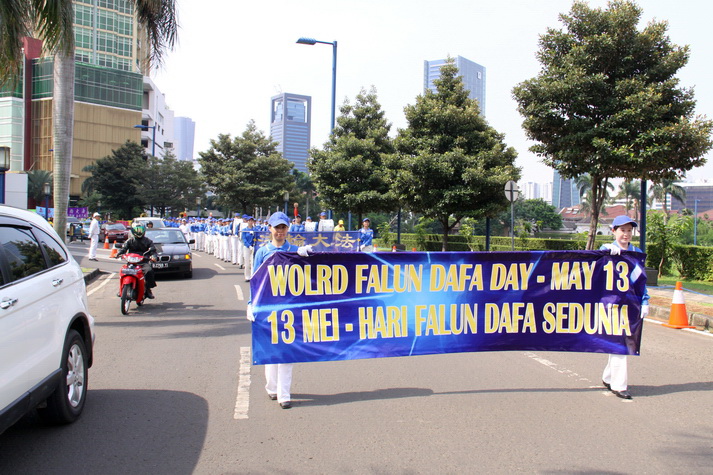 WOLRD FALUN DAFA DAY - MAY 13
13 MEI - HARI FALUN DAFA SEDUNIA
大法